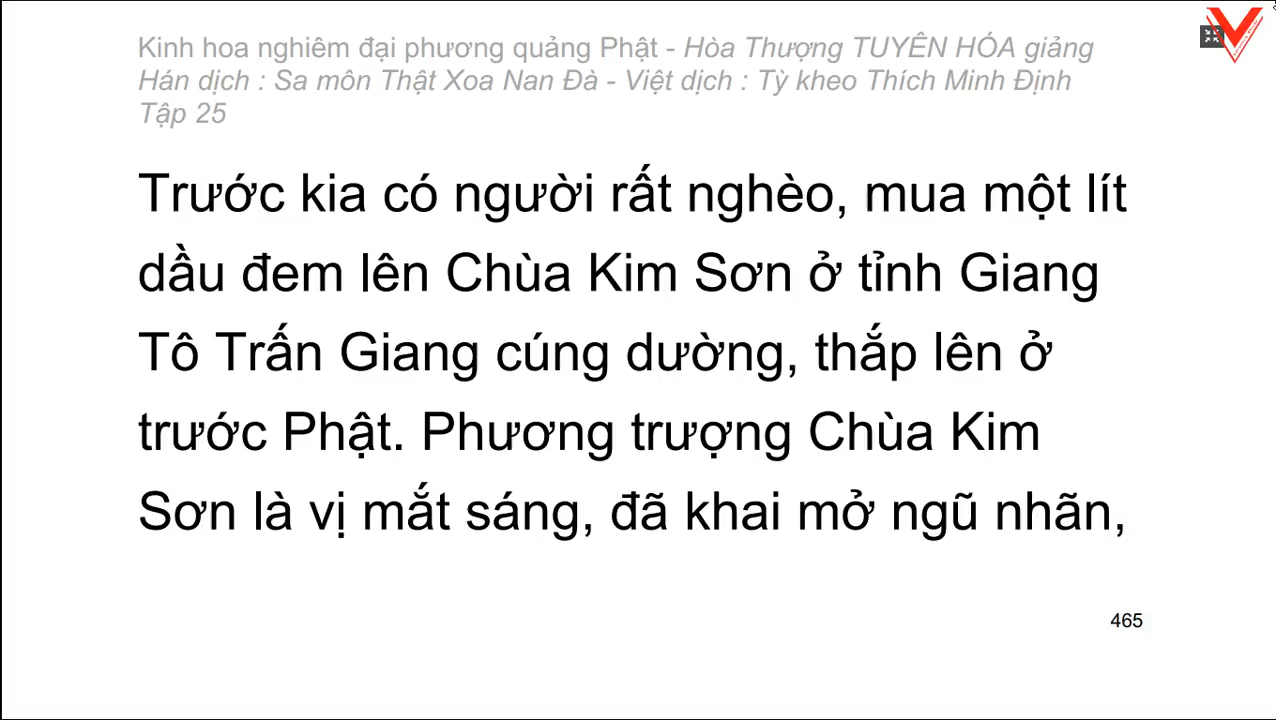 Kinh hoa nghiêm đại phương quảng Phật - Hòa Thượng TUYÊN HÓA giảng
Hán dịch : Sa môn Thật Xoa Nan Đà - Việt dịch : Tỳ kheo Thích Minh Định
Tập 25
Trước kia có người rất nghèo, mua một lít
dầu đem lên Chùa Kim Sơn ở tỉnh Giang
Tô Trấn Giang cúng dường, thắp lên ở
trước Phật. Phương trượng Chùa Kim
Sơn là vị mắt sáng, đã khai mở ngũ nhãn,
465